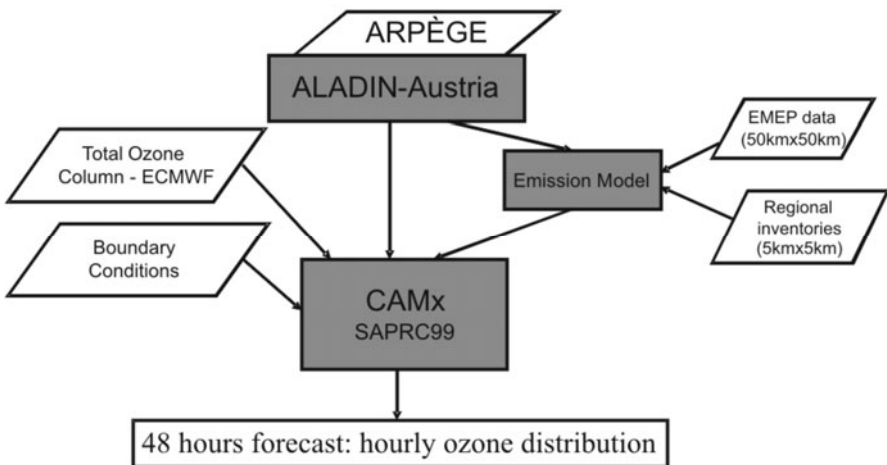 ARPÈGE
ALADIN-Austria
Total Ozone
Column - ECMWF
EMEP data
(50kmx50km)
Emission Model
Regional
inventories
(5kmx5km)
Boundary
Conditions
CAMx
SAPRC99
48 hours forecast: hourly ozone distribution